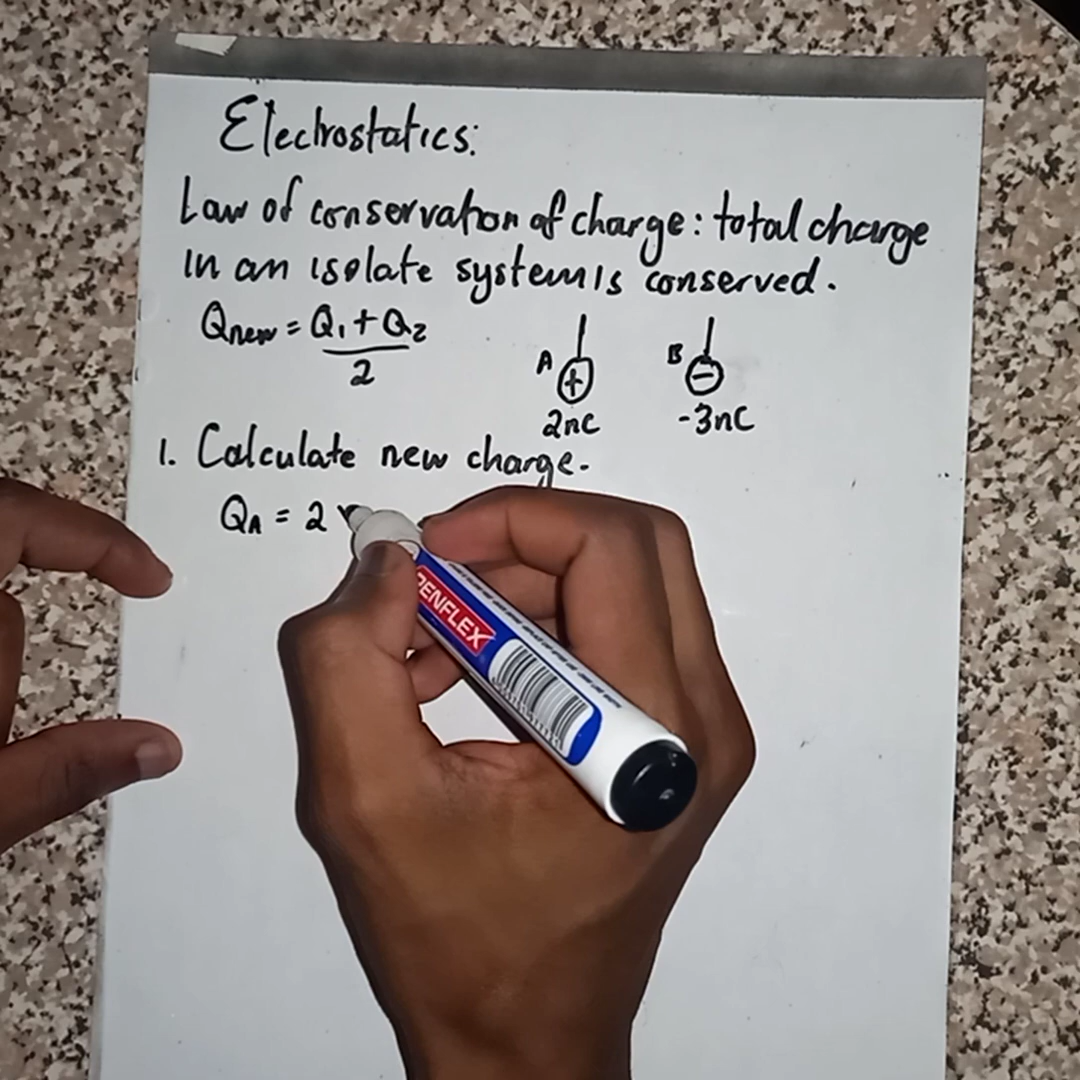 Electrostatics:
Law of conservation of charge: total charge
in an isolate system is conserved.
Qnew = Q1 + Q2
2
A
+
2nC
B
-
-3nC
1. Calculate new charge.
QA = 2
PENFLEX